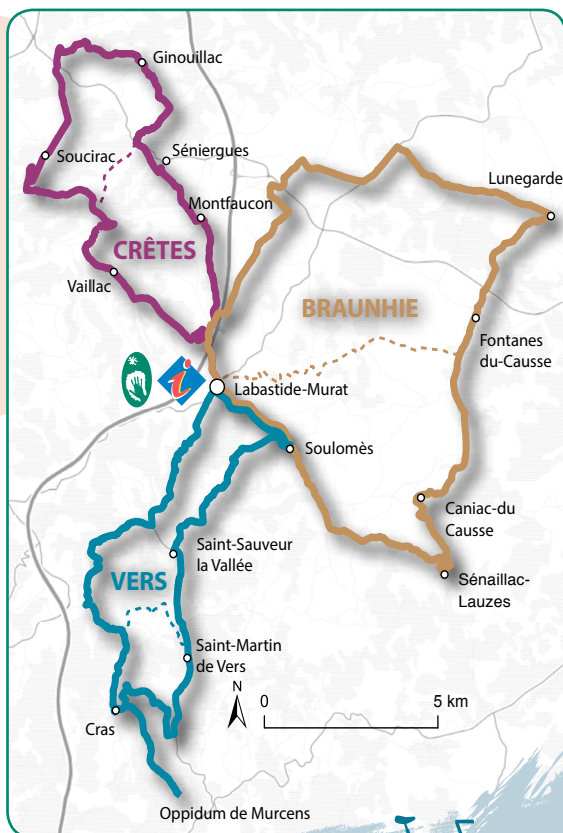 Ginouillac
Soucirac
Séniergues
Lunegarde
Montfaucon
CRÊTES
Vaillac
BRAUNHIE
Fontanes
du-Causse
i
Labastide-Murat
Soulomès
Caniac-du
Causse
Saint-Sauveur
la Vallée
VERS
Sénaillac-
Lauzes
Saint-Martin
de Vers
N
0
5 km
Cras
Oppidum de Murcens